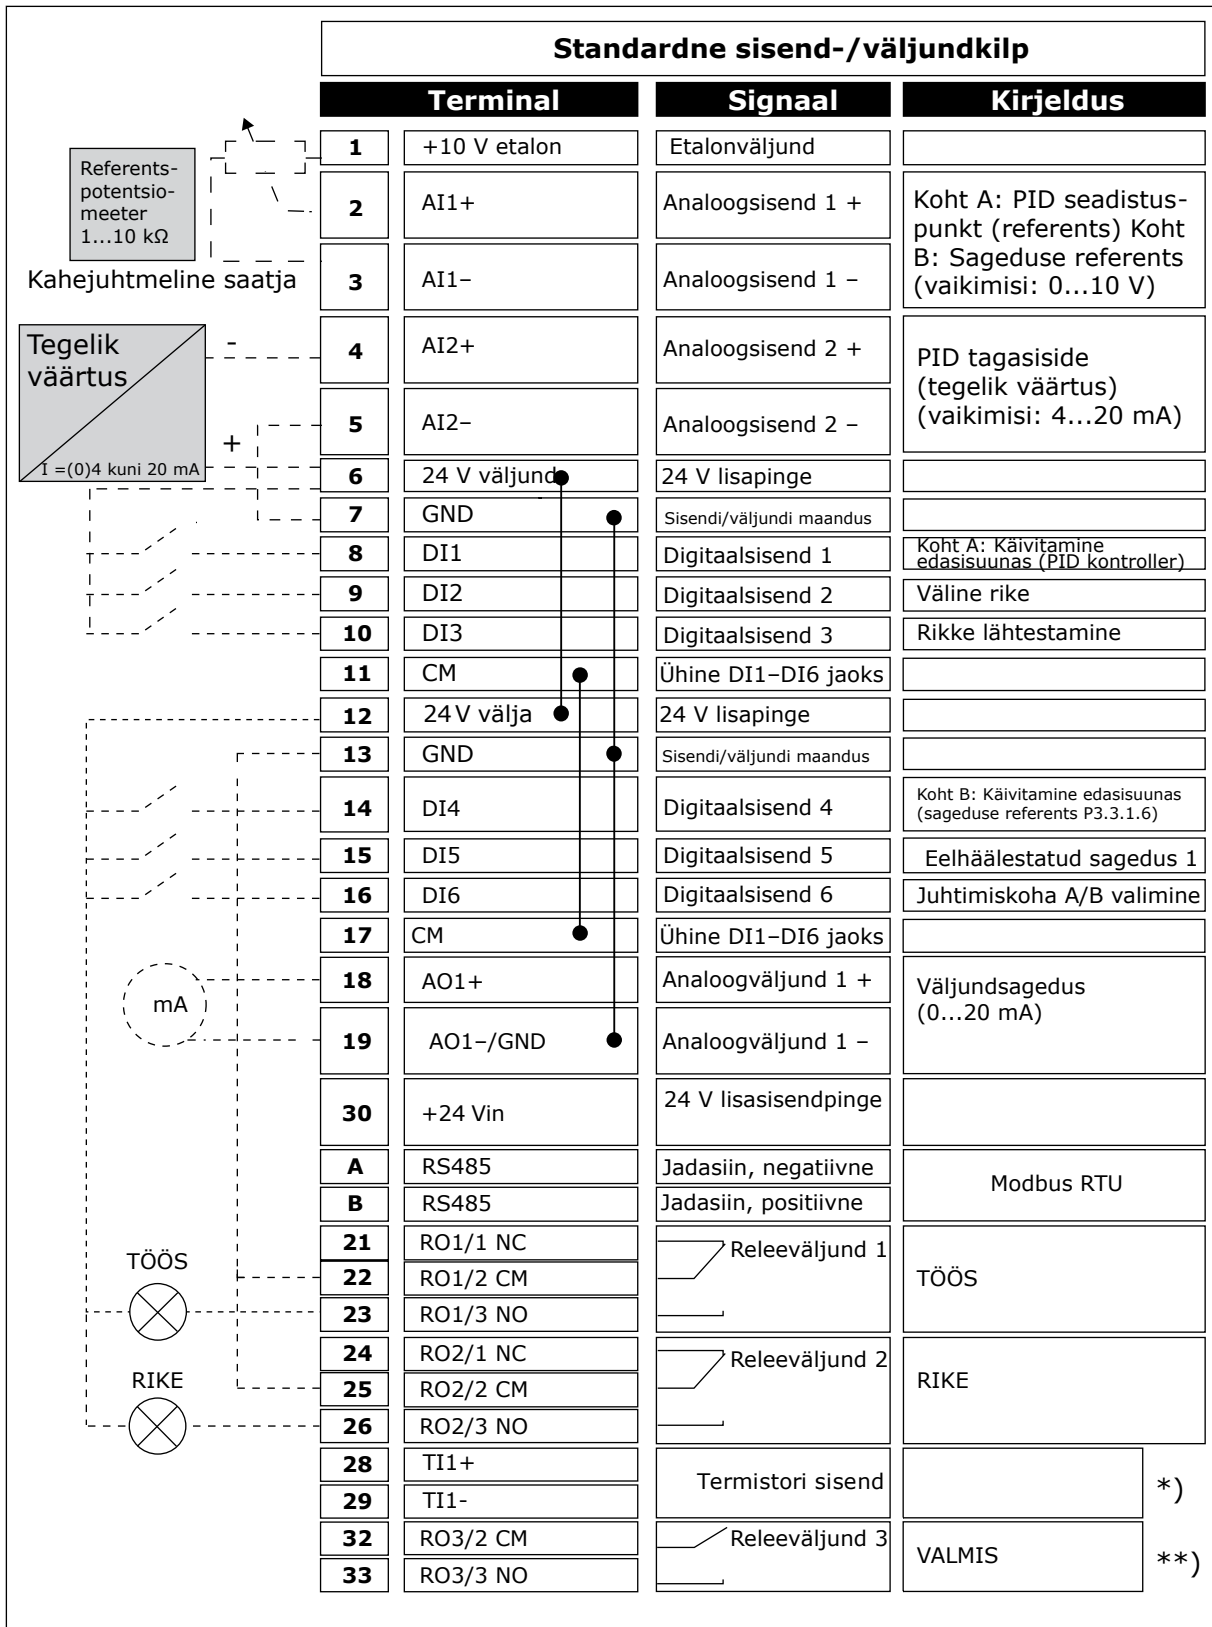 Standardne sisend-/väljundkilp
Terminal Signaal Kirjeldus
Referents-
potentsio-
meeter
1...10 kΩ
Kahejuhtmeline saatja
1 +10 V etalon Etalonväljund
2 AI1+ Analoogsisend 1 +
3 AI1– Analoogsisend 1 –
Koht A: PID seadistus-
punkt (referents) Koht
B: Sageduse referents
(vaikimisi: 0...10 V)
Tegelik
väärtus
-
+
I =(0)4 kuni 20 mA
4 AI2+ Analoogsisend 2 +
5 AI2– Analoogsisend 2 –
PID tagasiside
(tegelik väärtus)
(vaikimisi: 4...20 mA)
6 24 V väljund 24 V lisapinge
7 GND Sisendi/väljundi maandus
8 DI1 Digitaalsisend 1
Koht A: Käivitamine
edasisuunas (PID kontroller)
9 DI2 Digitaalsisend 2 Väline rike
10 DI3 Digitaalsisend 3 Rikke lähtestamine
11 CM Ühine DI1–DI6 jaoks
12 24 V välja 24 V lisapinge
13 GND Sisendi/väljundi maandus
14 DI4 Digitaalsisend 4
Koht B: Käivitamine edasisuunas
(sageduse referents P3.3.1.6)
15 DI5 Digitaalsisend 5 Eelhäälestatud sagedus 1
16 DI6 Digitaalsisend 6 Juhtimiskoha A/B valimine
17 CM Ühine DI1–DI6 jaoks
mA
18 AO1+ Analoogväljund 1 +
19 AO1–/GND Analoogväljund 1 –
Väljundsagedus
(0...20 mA)
30 +24 Vin 24 V lisasisendpinge
A RS485 Jadasiin, negatiivne
B RS485 Jadasiin, positiivne
Modbus RTU
TÖÖS
21 RO1/1 NC Releeväljund 1
22 RO1/2 CM TÖÖS
23 RO1/3 NO
RIKE
24 RO2/1 NC Releeväljund 2
25 RO2/2 CM RIKE
26 RO2/3 NO
28 TI1+
29 TI1-
Termistori sisend *)
32 RO3/2 CM Releeväljund 3
33 RO3/3 NO
VALMIS **)